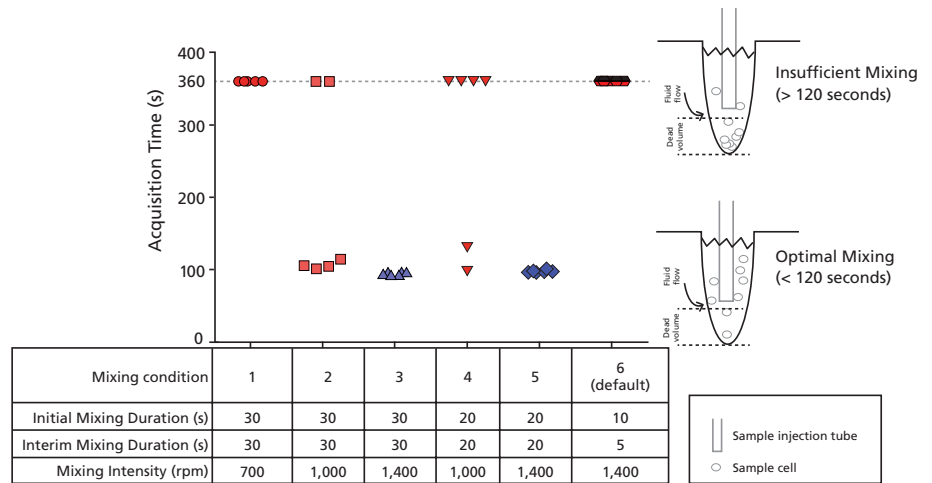 400
360
300
200
100
0
Acquisition Time (s)
Insufficient Mixing
(> 120 seconds)
Fluid
flow
Dead
volume
Optimal Mixing
(< 120 seconds)
Fluid
flow
Dead
volume
Mixing condition 1 2 3 4 5 6
(default)
Initial Mixing Duration (s) 30 30 30 20 20 10
Interim Mixing Duration (s) 30 30 30 20 20 5
Mixing Intensity (rpm) 700 1,000 1,400 1,000 1,400 1,400
Sample injection tube
Sample cell